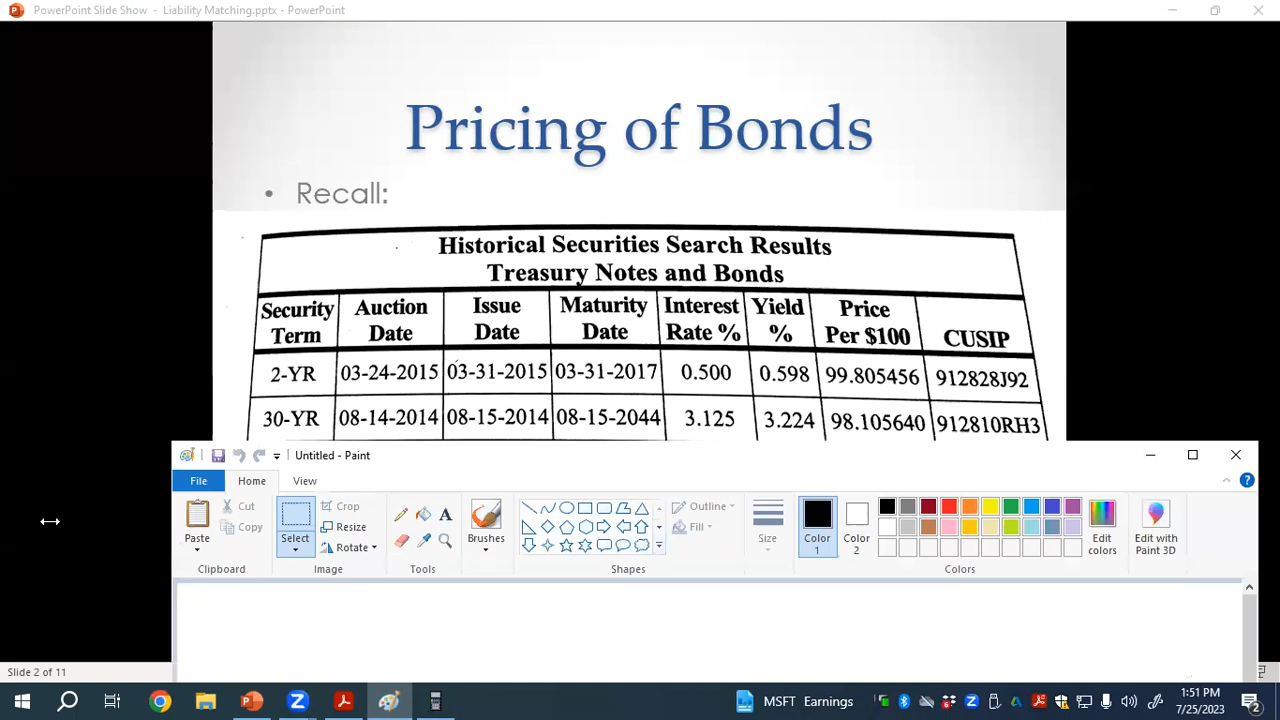 PowerPoint Slide Show - Liability Matching.pptx - PowerPoint
Pricing of Bonds
• Recall:
Historical Securities Search Results
Treasury Notes and Bonds
Security Term Auction Date Issue Date Maturity Date Interest Rate % Yield % Price Per $100 CUSIP
2-YR 03-24-2015 03-31-2015 03-31-2017 0.500 0.598 99.805456 912828J92
30-YR 08-14-2014 08-15-2014 08-15-2044 3.125 3.224 98.105640 912810RH3
Untitled - Paint
File Home View
Paste Cut Copy Select Crop Resize Rotate A Brushes Outline Fill Size Color 1 Color 2 Edit colors Edit with Paint 3D
Clipboard Image Tools Shapes Colors
Slide 2 of 11
MSFT Earnings
1:51 PM
7/25/2023
2